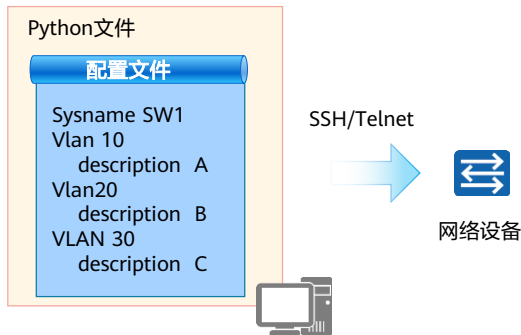 Python文件
配置文件
Sysname SW1
Vlan 10
description A
Vlan20
description B
VLAN 30
description C
SSH/Telnet
网络设备